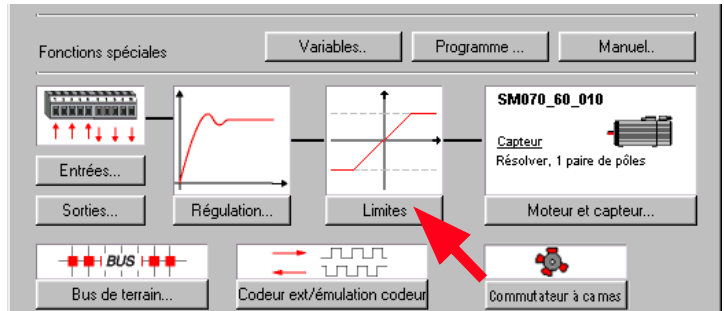 Fonctions spéciales
Variables..
Programme ...
Manuel..
SM070_60_010
Capteur
Résolver, 1 paire de pôles
Entrées...
Sorties...
Régulation...
Limites
Moteur et capteur...
BUS
Bus de terrain...
Codeur ext/émulation codeur
Commutateur à cames